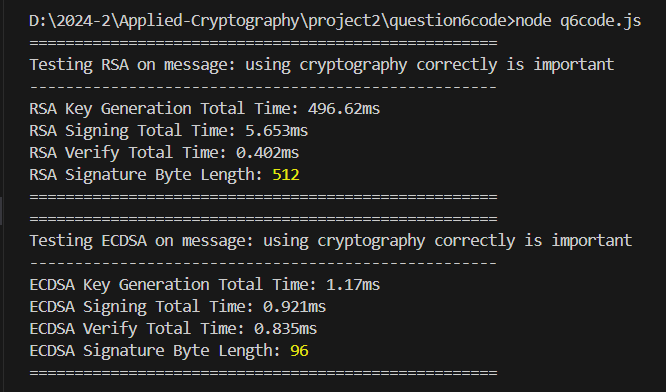 D:\2024-2\Applied-Cryptography\project2\question6code>node q6code.js
====================================================
Testing RSA on message: using cryptography correctly is important
----------------------------------------------------
RSA Key Generation Total Time: 496.62ms
RSA Signing Total Time: 5.653ms
RSA Verify Total Time: 0.402ms
RSA Signature Byte Length: 512
====================================================
====================================================
Testing ECDSA on message: using cryptography correctly is important
----------------------------------------------------
ECDSA Key Generation Total Time: 1.17ms
ECDSA Signing Total Time: 0.921ms
ECDSA Verify Total Time: 0.835ms
ECDSA Signature Byte Length: 96
====================================================